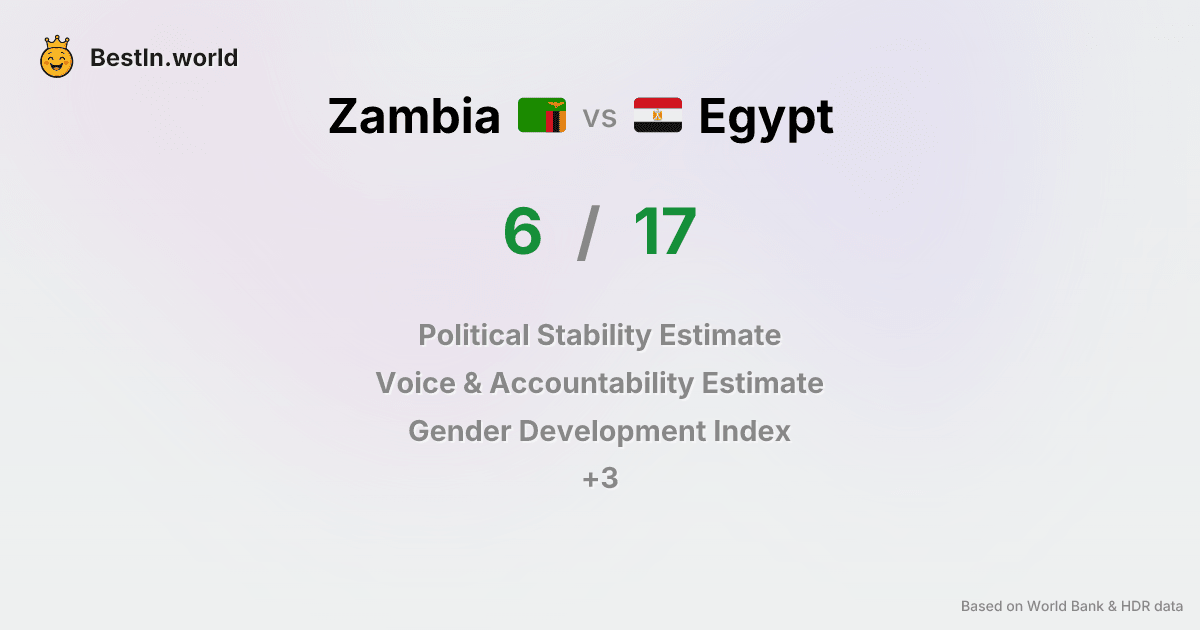 BestIn.world
Zambia vs Egypt
6 / 17
Political Stability Estimate
Voice & Accountability Estimate
Gender Development Index
+3
Based on World Bank & HDR data